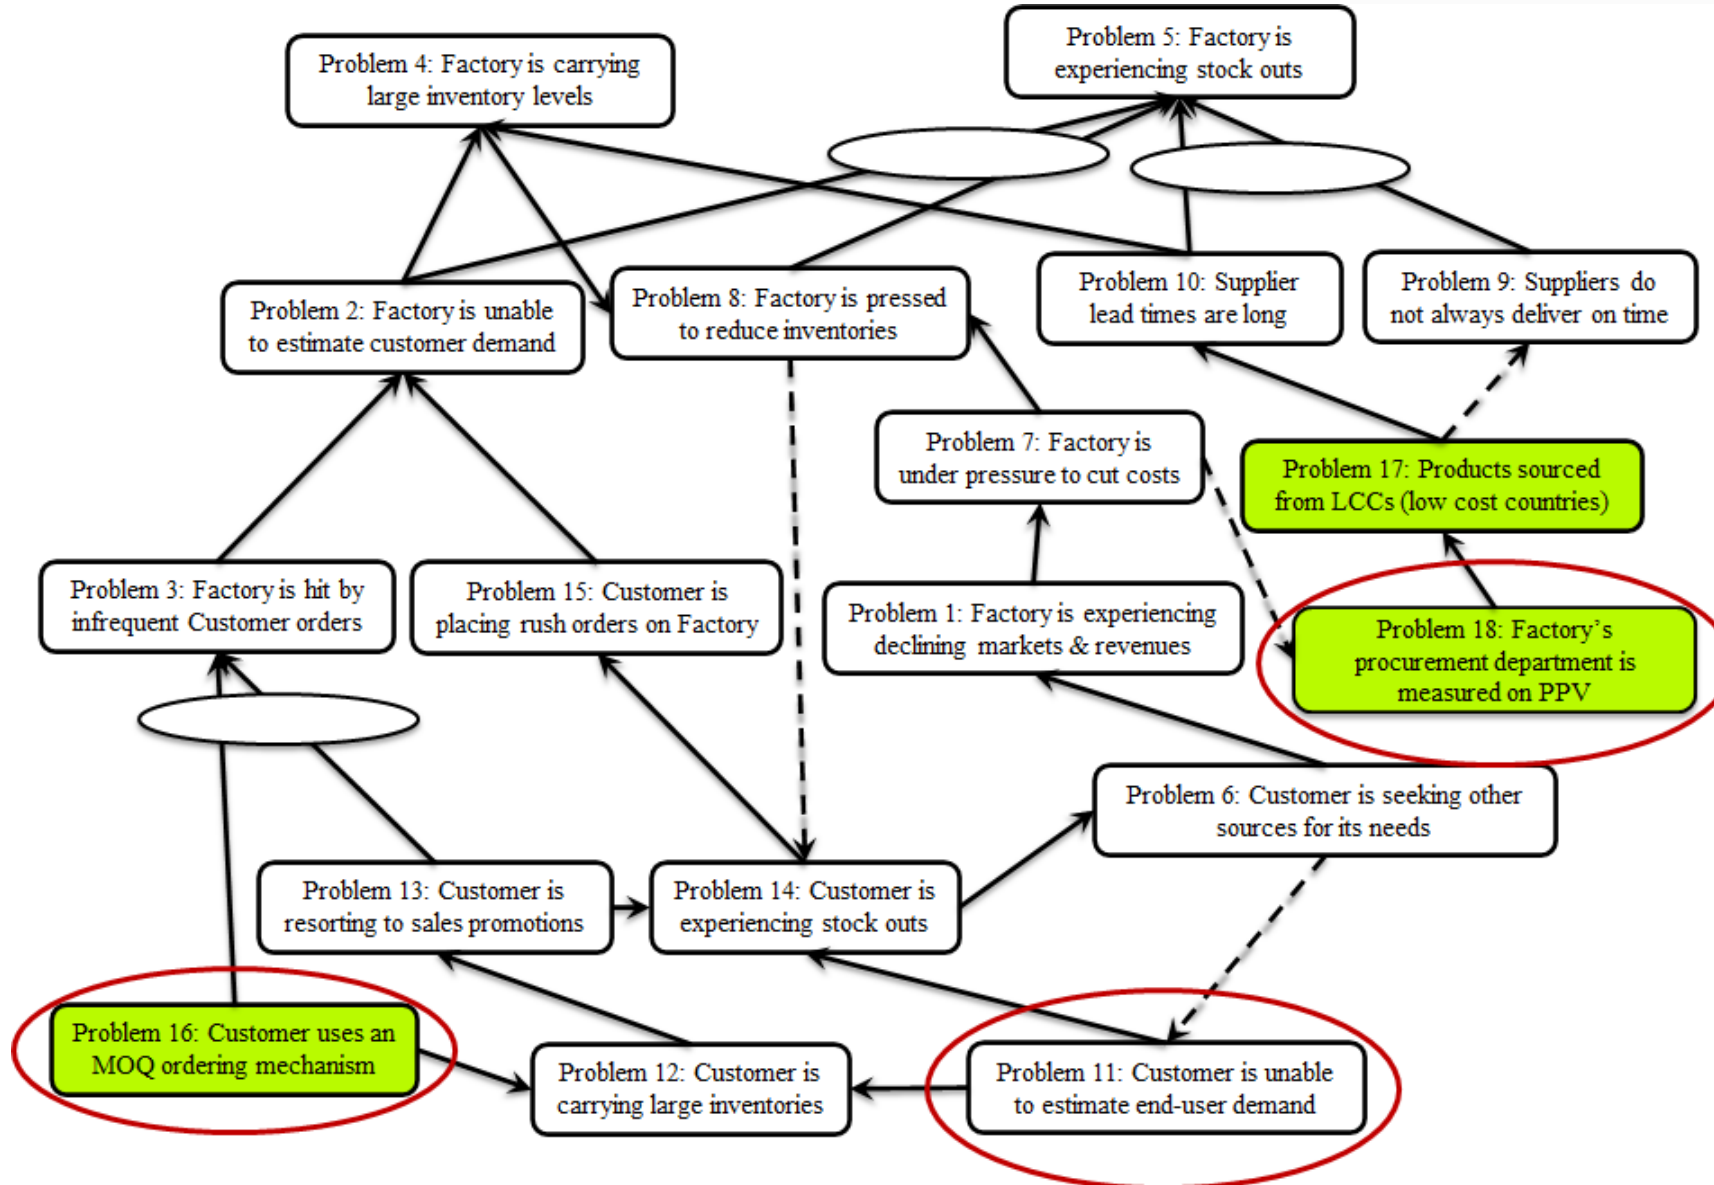 Problem 4: Factory is carrying
large inventory levels
Problem 5: Factory is
experiencing stock outs
Problem 2: Factory is unable
to estimate customer demand
Problem 8: Factory is pressed
to reduce inventories
Problem 10: Supplier
lead times are long
Problem 9: Suppliers do
not always deliver on time
Problem 7: Factory is
under pressure to cut costs
Problem 17: Products sourced
from LCCs (low cost countries)
Problem 3: Factory is hit by
infrequent Customer orders
Problem 15: Customer is
placing rush orders on Factory
Problem 1: Factory is experiencing
declining markets & revenues
Problem 18: Factory's
procurement department is
measured on PPV
Problem 6: Customer is seeking other
sources for its needs
Problem 13: Customer is
resorting to sales promotions
Problem 14: Customer is
experiencing stock outs
Problem 16: Customer uses an
MOQ ordering mechanism
Problem 12: Customer is
carrying large inventories
Problem 11: Customer is unable
to estimate end-user demand